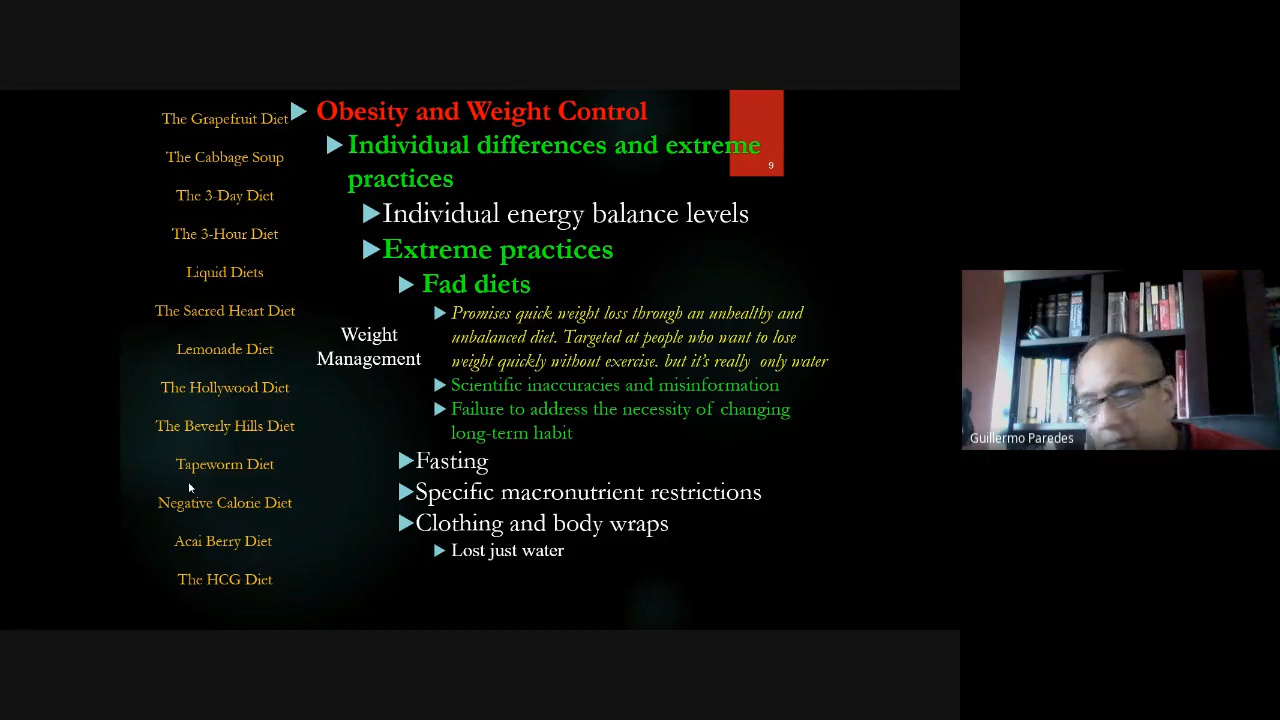 The Grapefruit Diet
The Cabbage Soup
The 3-Day Diet
The 3-Hour Diet
Liquid Diets
The Sacred Heart Diet
Lemonade Diet
The Hollywood Diet
The Beverly Hills Diet
Tapeworm Diet
Negative Calorie Diet
Acai Berry Diet
The HCG Diet
Obesity and Weight Control
Individual differences and extreme
practices
9
Individual energy balance levels
Extreme practices
Fad diets
Promises quick weight loss through an unhealthy and
unbalanced diet. Targeted at people who want to lose
weight quickly without exercise. but it's really only water
Weight
Management
Scientific inaccuracies and misinformation
Failure to address the necessity of changing
long-term habit
Fasting
Specific macronutrient restrictions
Clothing and body wraps
Lost just water
Guillermo Paredes